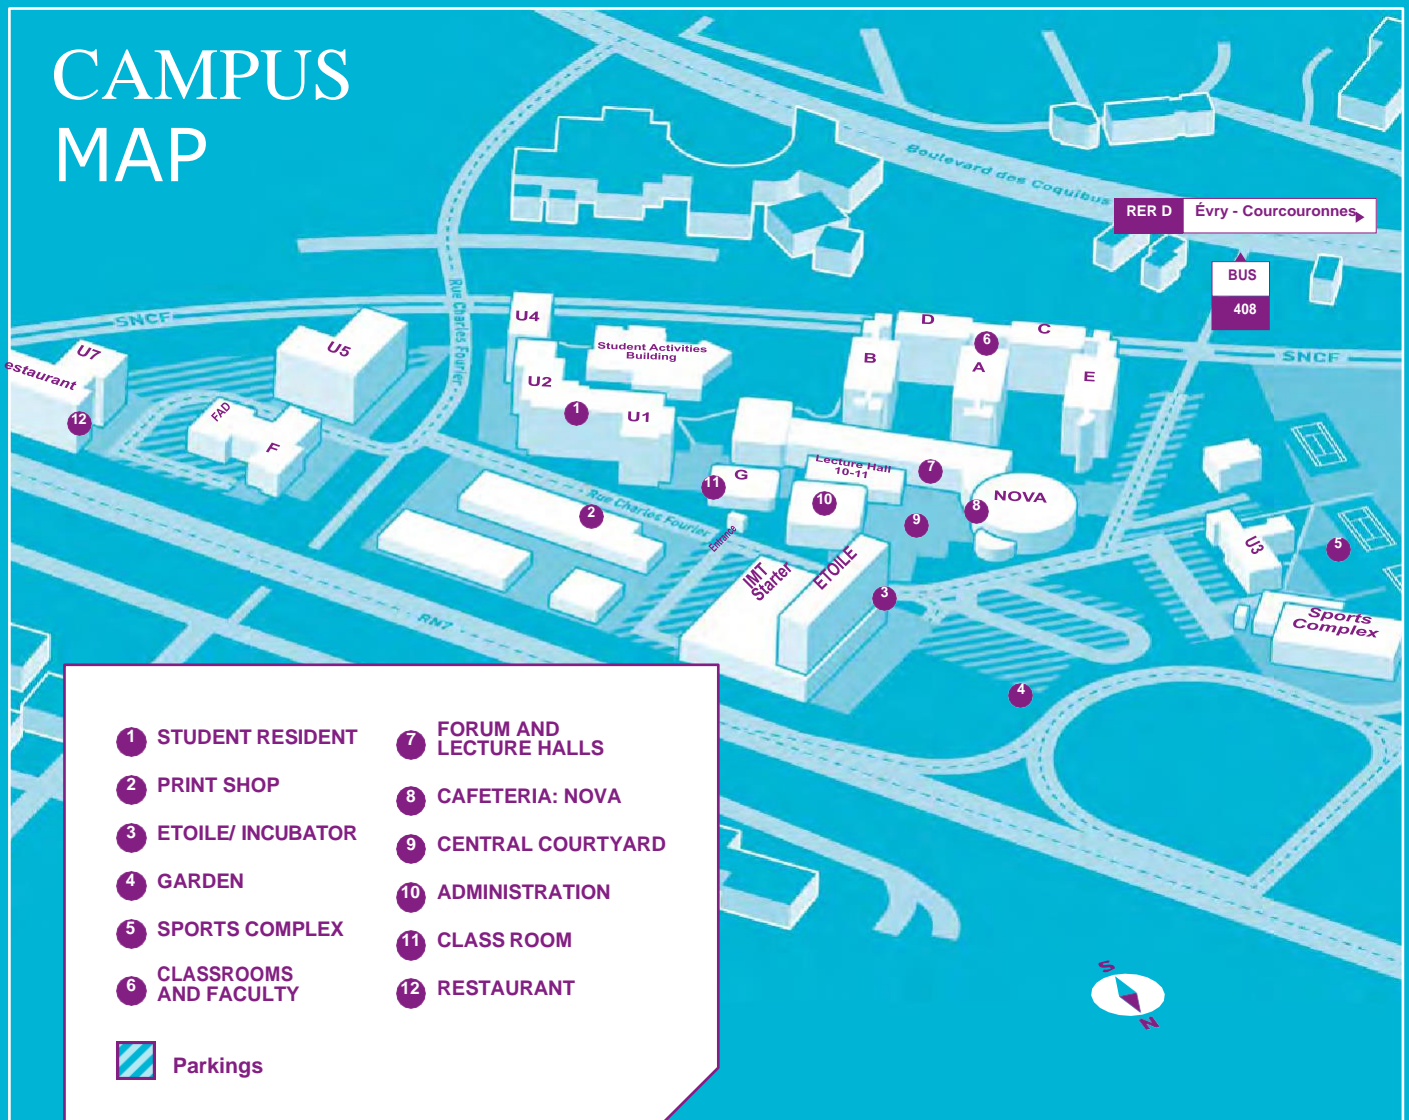 CAMPUS
MAP
Boulevard des Coquibus
RER D
Évry - Courcouronnes
BUS
408
SNCF
SNCF
Rue Charles Fourier
U4
U7
U5
estaurant
12
FAD
F
Student Activities
Building
U2
1
U1
D
6
C
B
A
E
Lecture Hall
10-11
7
G
11
10
NOVA
8
9
2
Rue Charles Fourier
Entrance
IMT
Starter
ETOILE
3
U3
5
Sports
Complex
RN7
4
1 STUDENT RESIDENT
2 PRINT SHOP
3 ETOILE/ INCUBATOR
4 GARDEN
5 SPORTS COMPLEX
6 CLASSROOMS
AND FACULTY
7 FORUM AND
LECTURE HALLS
8 CAFETERIA: NOVA
9 CENTRAL COURTYARD
10 ADMINISTRATION
11 CLASS ROOM
12 RESTAURANT
Parkings
S
N